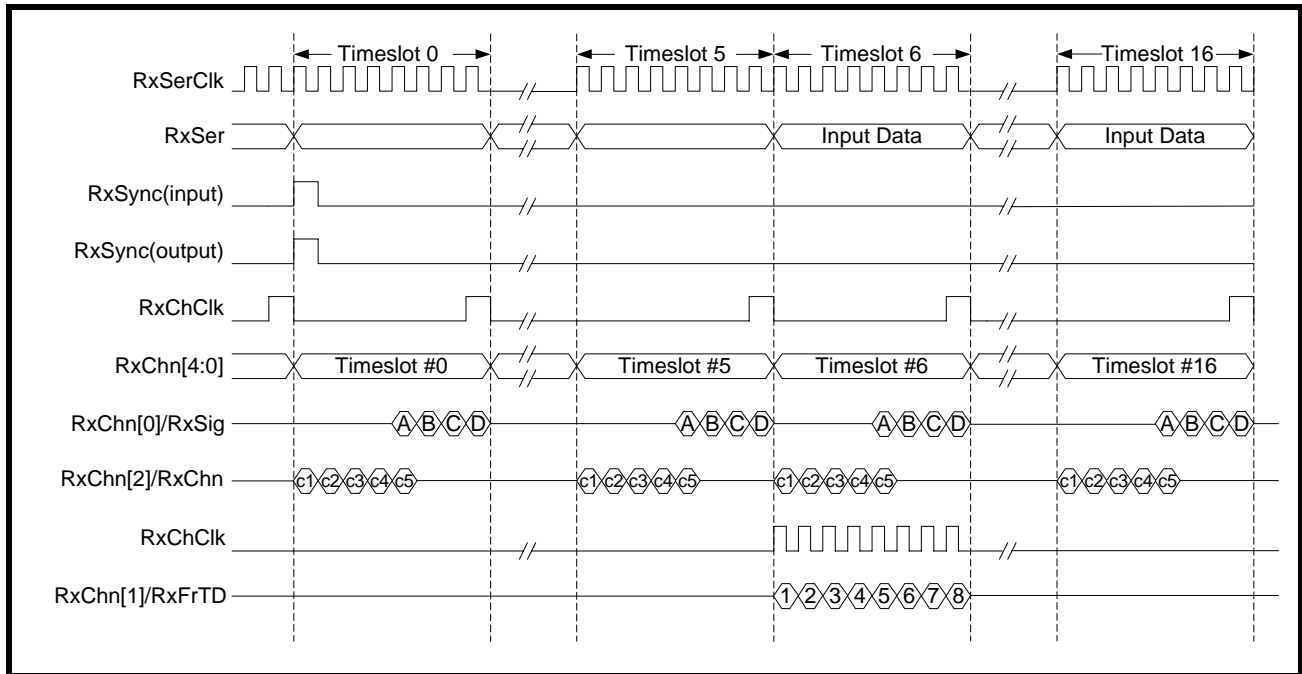 Timeslot 0 Timeslot 5 Timeslot 6 Timeslot 16
RxSerClk
RxSer Input Data Input Data
RxSync(input)
RxSync(output)
RxChClk
RxChn[4:0] Timeslot #0 Timeslot #5 Timeslot #6 Timeslot #16
RxChn[0]/RxSig A B C D A B C D A B C D A B C D
RxChn[2]/RxChn c1 c2 c3 c4 c5 c1 c2 c3 c4 c5 c1 c2 c3 c4 c5 c1 c2 c3 c4 c5
RxChClk
RxChn[1]/RxFrTD 1 2 3 4 5 6 7 8